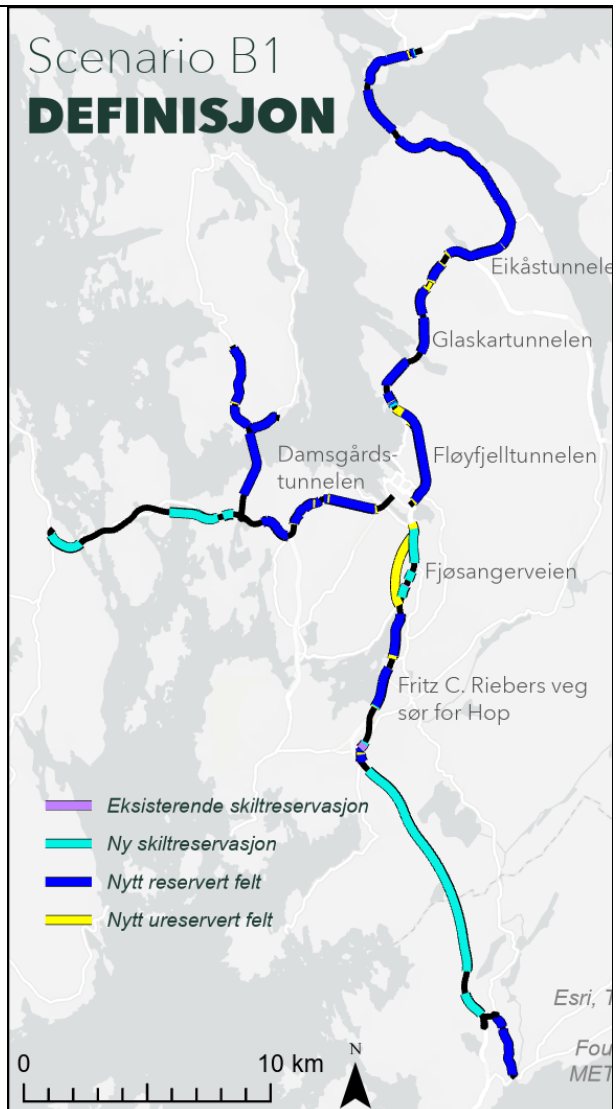 Scenario B1
DEFINISJON
Eikåstunnele
Glaskartunnelen
Damsgårds-
tunnelen
Fløyfjelltunnelen
Fjøsangerveien
Fritz C. Riebers veg
sør for Hop
Eksisterende skiltreservasjon
Ny skiltreservasjon
Nytt reservert felt
Nytt ureservert felt
Esri, T
Fou
MET
0 10 km
N